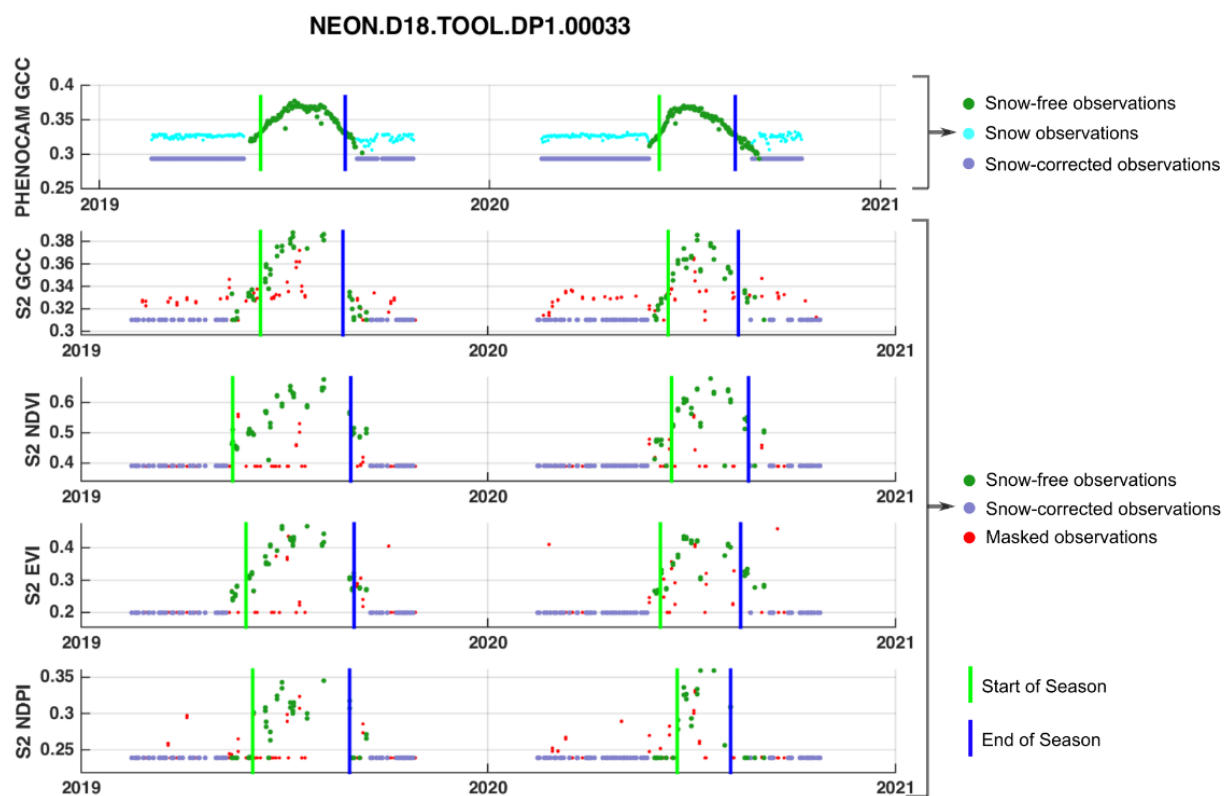 NEON.D18.TOOL.DP1.00033
PHENOCAM GCC
0.4
0.35
0.3
0.25
2019 2020 2021
Snow-free observations
Snow observations
Snow-corrected observations
S2 GCC
0.38
0.36
0.34
0.32
0.3
2019 2020 2021
S2 NDVI
0.6
0.5
0.4
2019 2020 2021
Snow-free observations
Snow-corrected observations
Masked observations
S2 EVI
0.4
0.3
0.2
2019 2020 2021
S2 NDPI
0.35
0.3
0.25
2019 2020 2021
Start of Season
End of Season